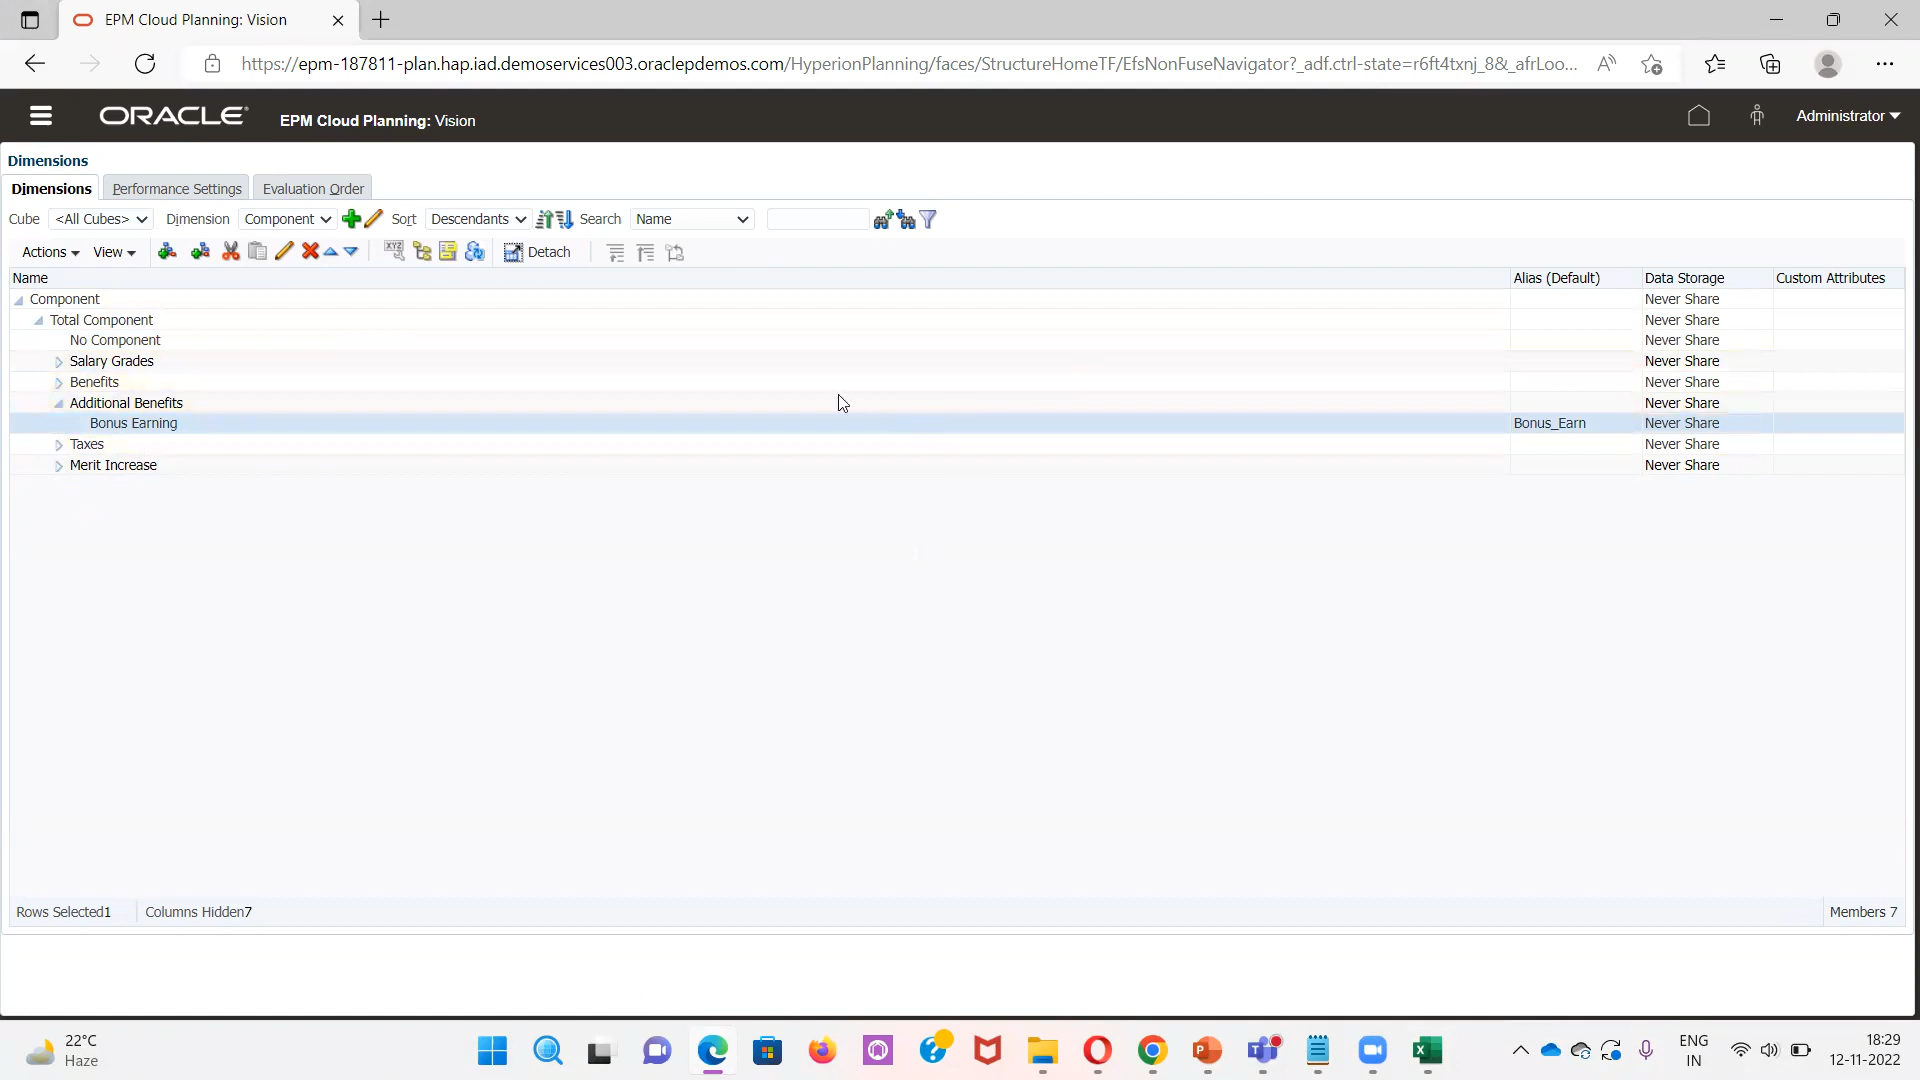 EPM Cloud Planning: Vision
https://epm-187811-plan.hap.iad.demoservices003.oraclepdemos.com/HyperionPlanning/faces/StructureHomeTF/EfsNonFuseNavigator?_adf.ctrl-state=r6ft4txnj_8&_afrLoo...
ORACLE EPM Cloud Planning: Vision Administrator
Dimensions
Dimensions Performance Settings Evaluation Order
Cube <All Cubes> Dimension Component Sort Descendants Search Name
Actions View XYZ Detach
Name Alias (Default) Data Storage Custom Attributes
Component Never Share
Total Component Never Share
No Component Never Share
Salary Grades Never Share
Benefits Never Share
Additional Benefits Never Share
Bonus Earning Bonus_Earn Never Share
Taxes Never Share
Merit Increase Never Share
Rows Selected1 Columns Hidden7 Members 7
22°C
Haze
ENG
IN
18:29
12-11-2022